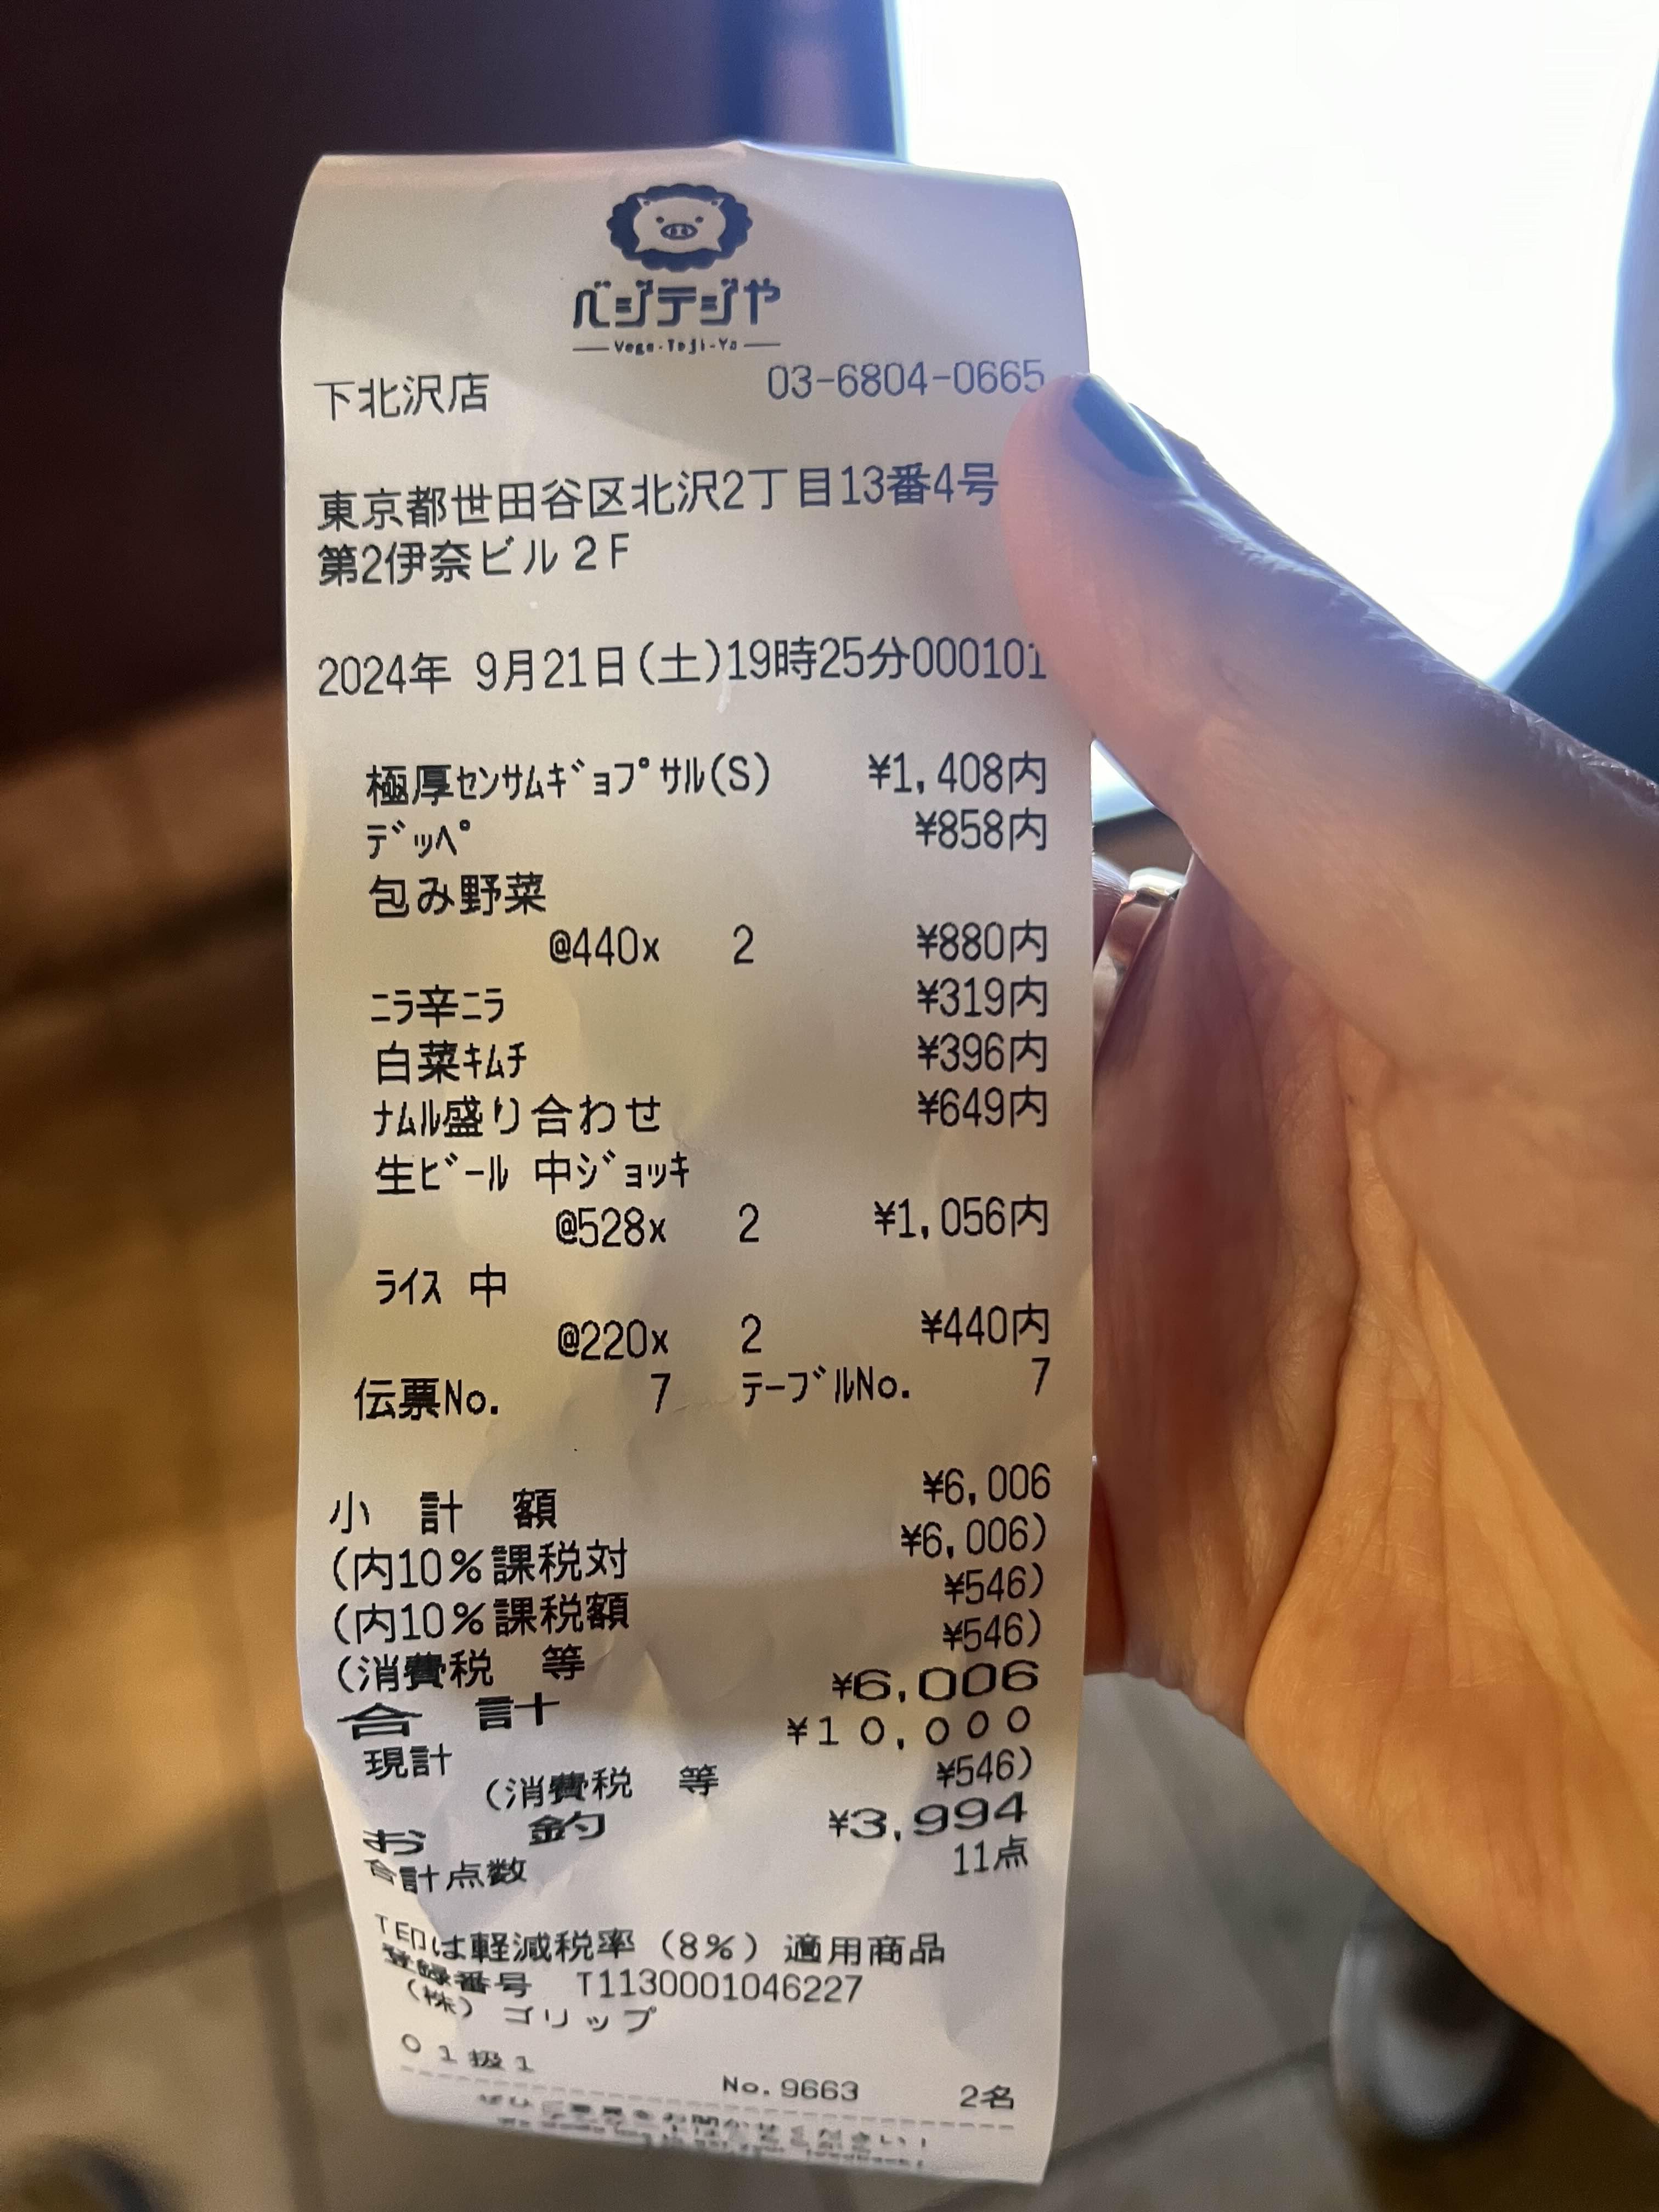 ベジテジや
Vege-Teji-Ya
下北沢店 03-6804-0665
東京都世田谷区北沢2丁目13番4号
第2伊奈ビル2F
2024年 9月21日(土)19時25分000101
極厚センサムギョプサル(S) ¥1,408内
デッペ ¥858内
包み野菜
@440x 2 ¥880内
ニラ辛ニラ ¥319内
白菜キムチ ¥396内
ナムル盛り合わせ ¥649内
生ビール 中ジョッキ
@528x 2 ¥1,056内
ライス 中
@220x 2 ¥440内
伝票No. 7 テーブルNo. 7
小計額 ¥6,006
(内10%課税対 ¥6,006)
(内10%課税額 ¥546)
(消費税 等 ¥546)
合計 ¥6,006
現計 ¥10,000
(消費税 等 ¥546)
お釣 ¥3,994
合計点数 11点
は軽減税率(8%)適用商品
登録番号 T1130001046227
(株)ゴリップ
01扱1
No.9663 2名